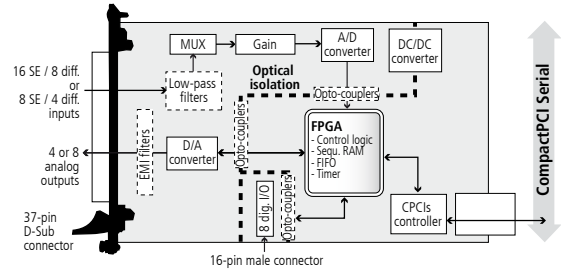 MUX
Gain
A/D
converter
DC/DC
converter
16 SE / 8 diff.
or
8 SE / 4 diff.
inputs
Low-pass
filters
Optical
isolation
Opto-couplers
CompactPCI Serial
4 or 8
analog
outputs
EMI filters
D/A
converter
Opto-couplers
FPGA
- Control logic
- Sequ. RAM
- FIFO
- Timer
8 dig. I/O
Opto-couplers
CPCIs
controller
37-pin
D-Sub
connector
16-pin male connector